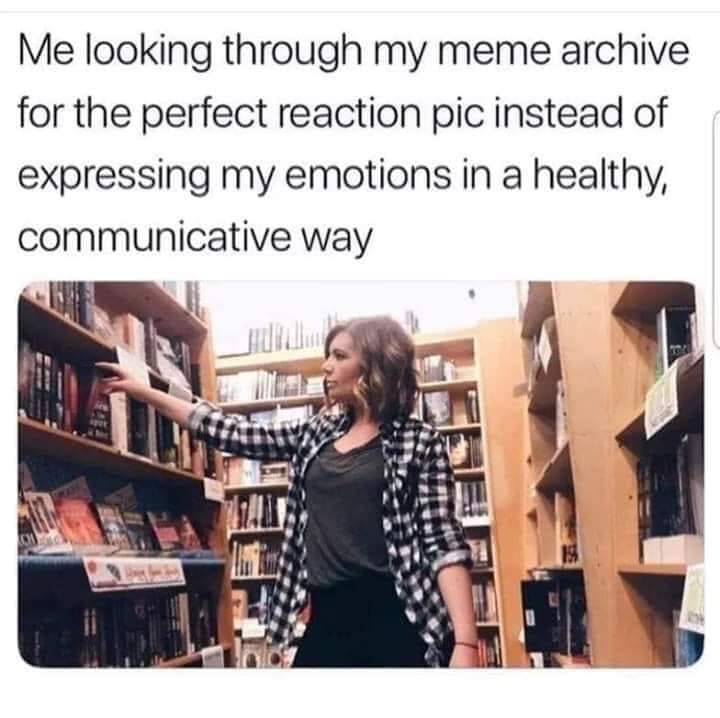 Me looking through my meme archive
for the perfect reaction pic instead of
expressing my emotions in a healthy,
communicative way